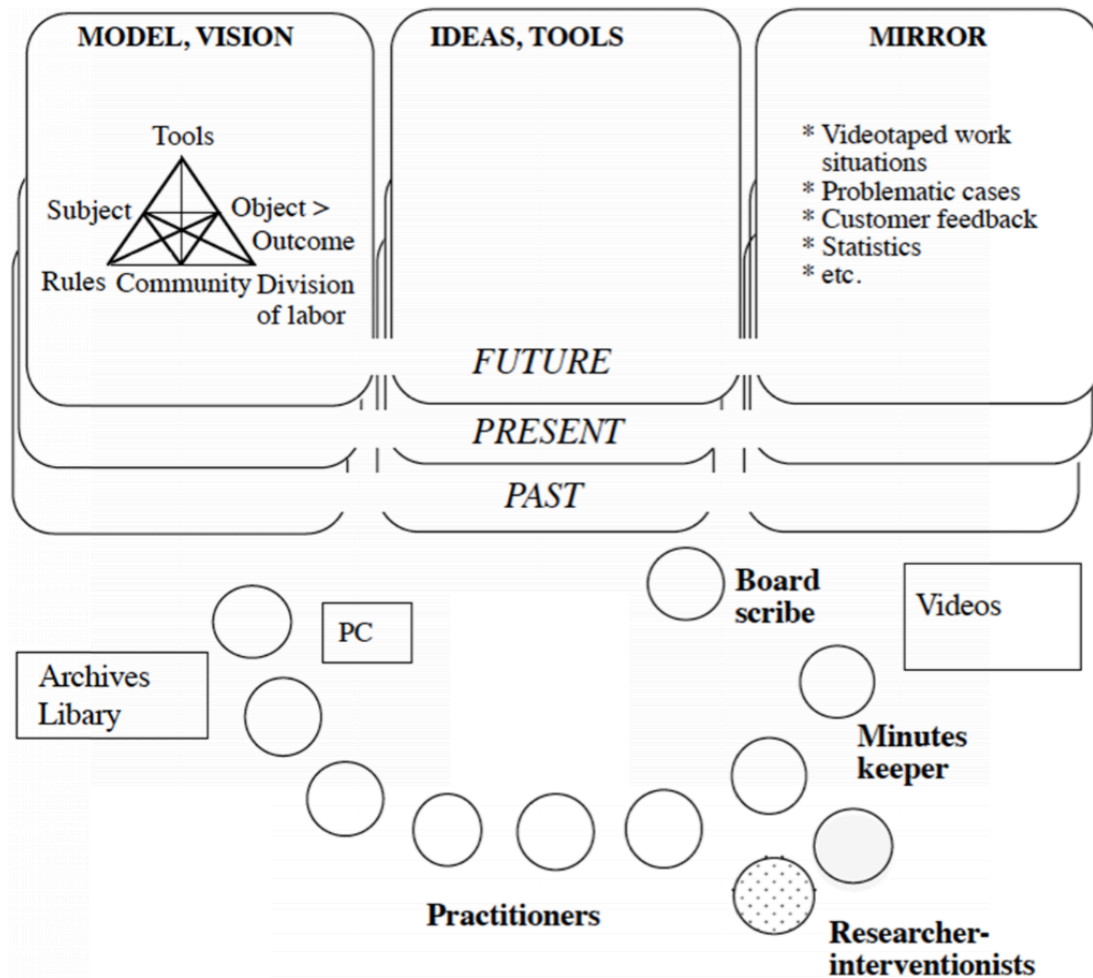 MODEL, VISION
IDEAS, TOOLS
MIRROR
Tools
Subject
Object >
Outcome
Rules
Community
Division
of labor
* Videotaped work
situations
* Problematic cases
* Customer feedback
* Statistics
* etc.
FUTURE
PRESENT
PAST
Board
scribe
Videos
PC
Archives
Libary
Minutes
keeper
Practitioners
Researcher-
interventionists